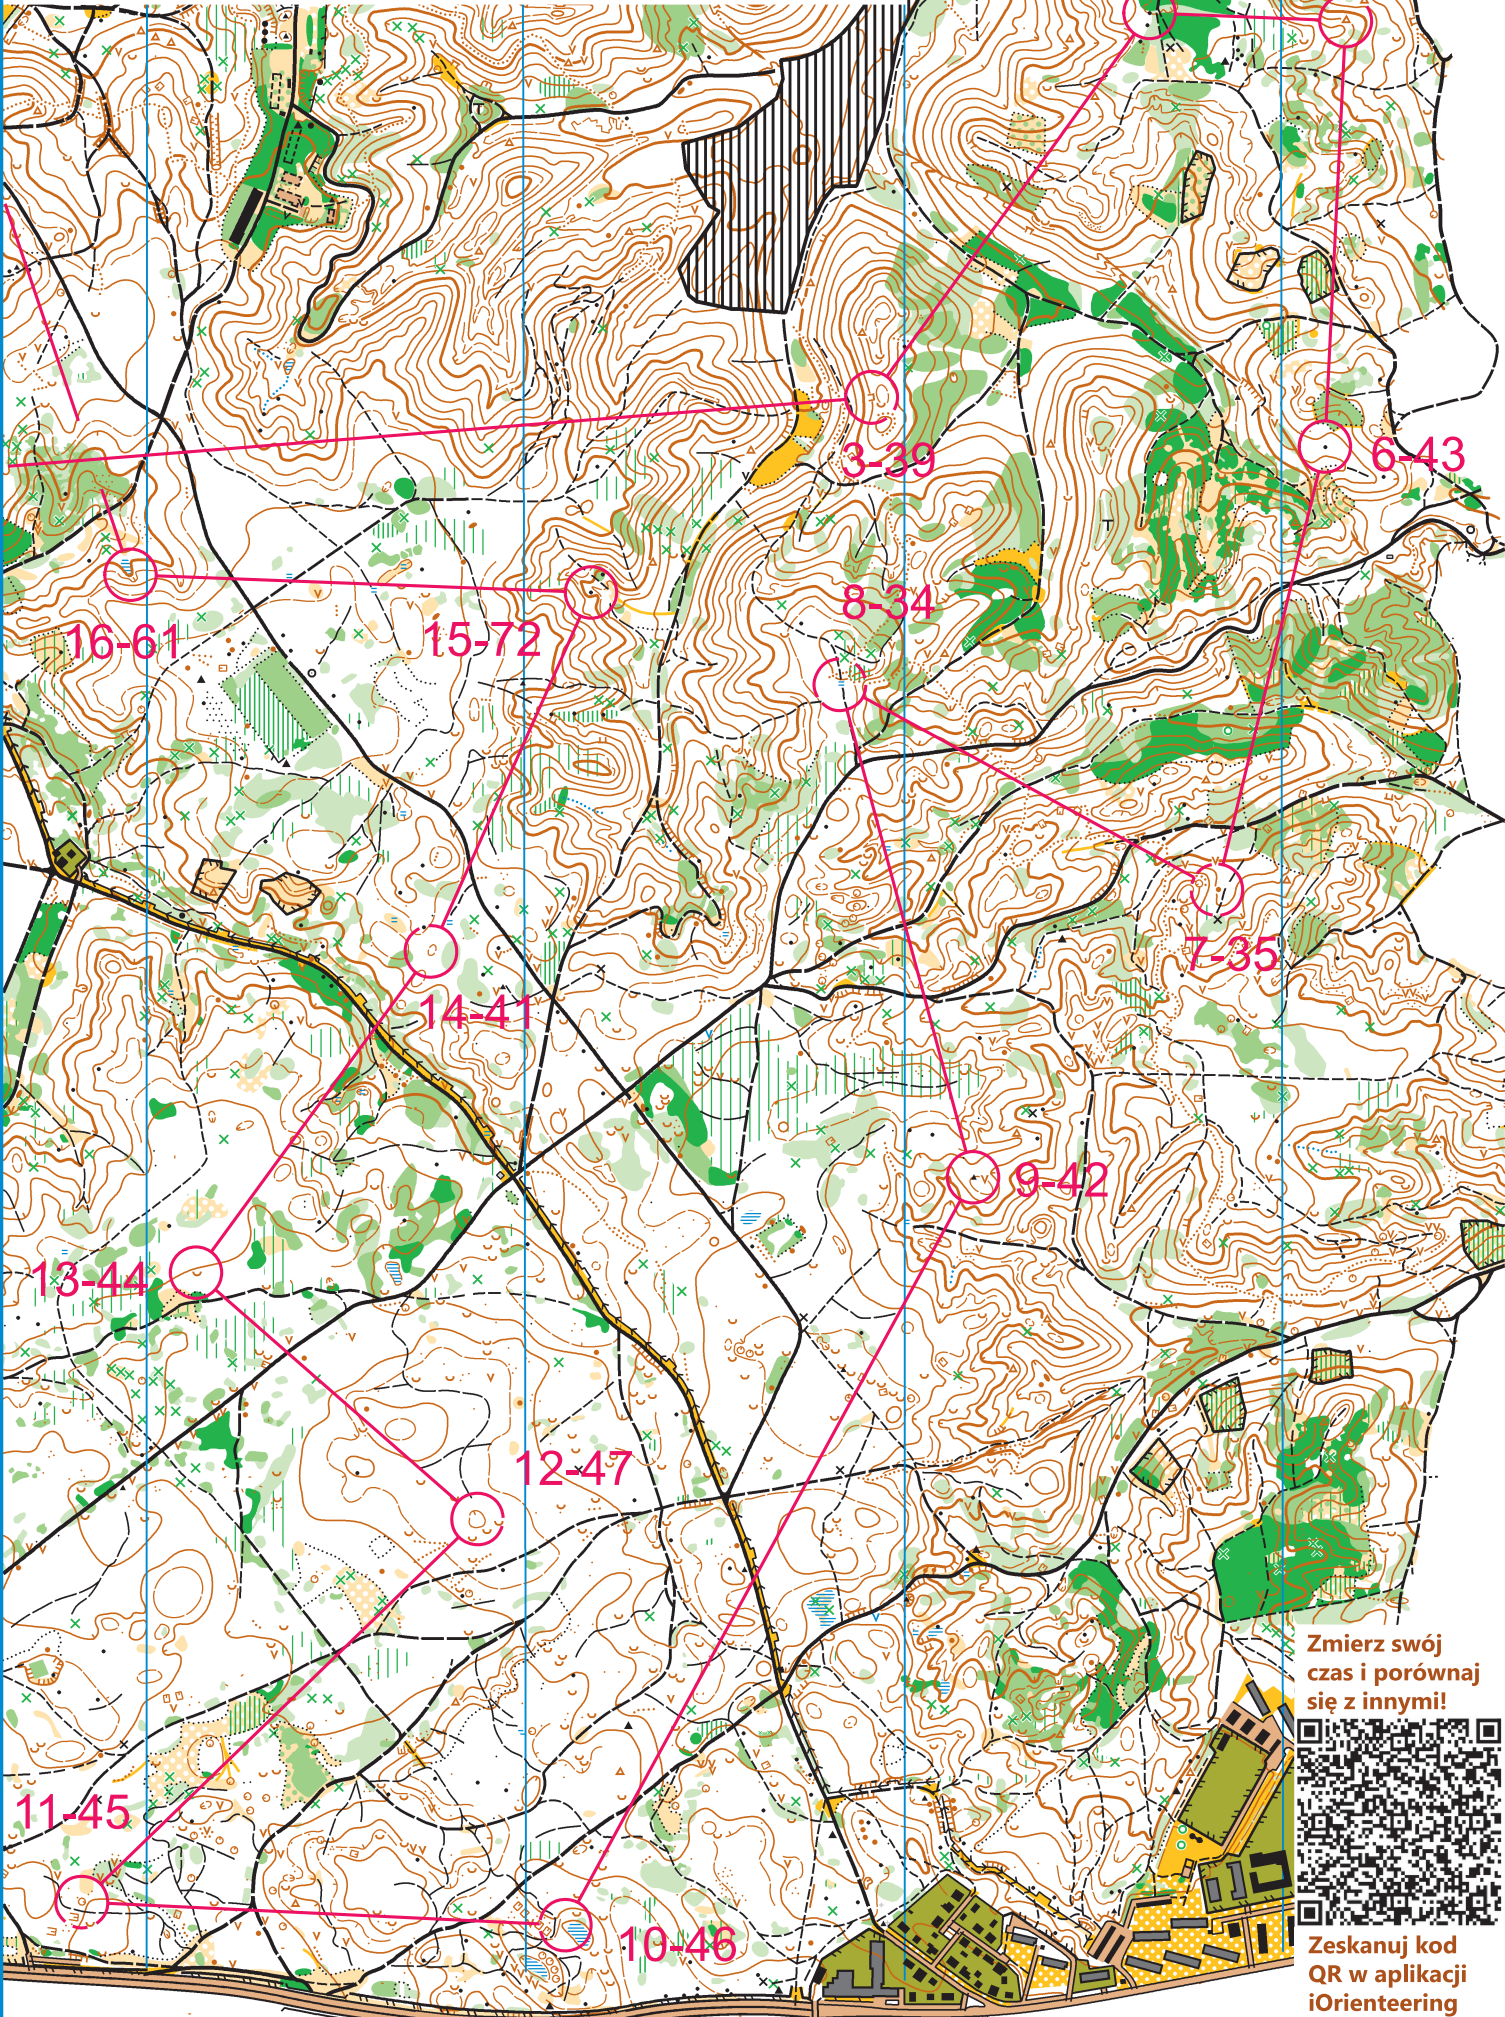 3-39
6-43
8-34
16-61
15-72
7-35
14-41
9-42
13-44
12-47
Zmierz swój
czas i porównaj
się z innymi!
11-45
10-46
Zeskanuj kod
QR w aplikacji
iOrienteering